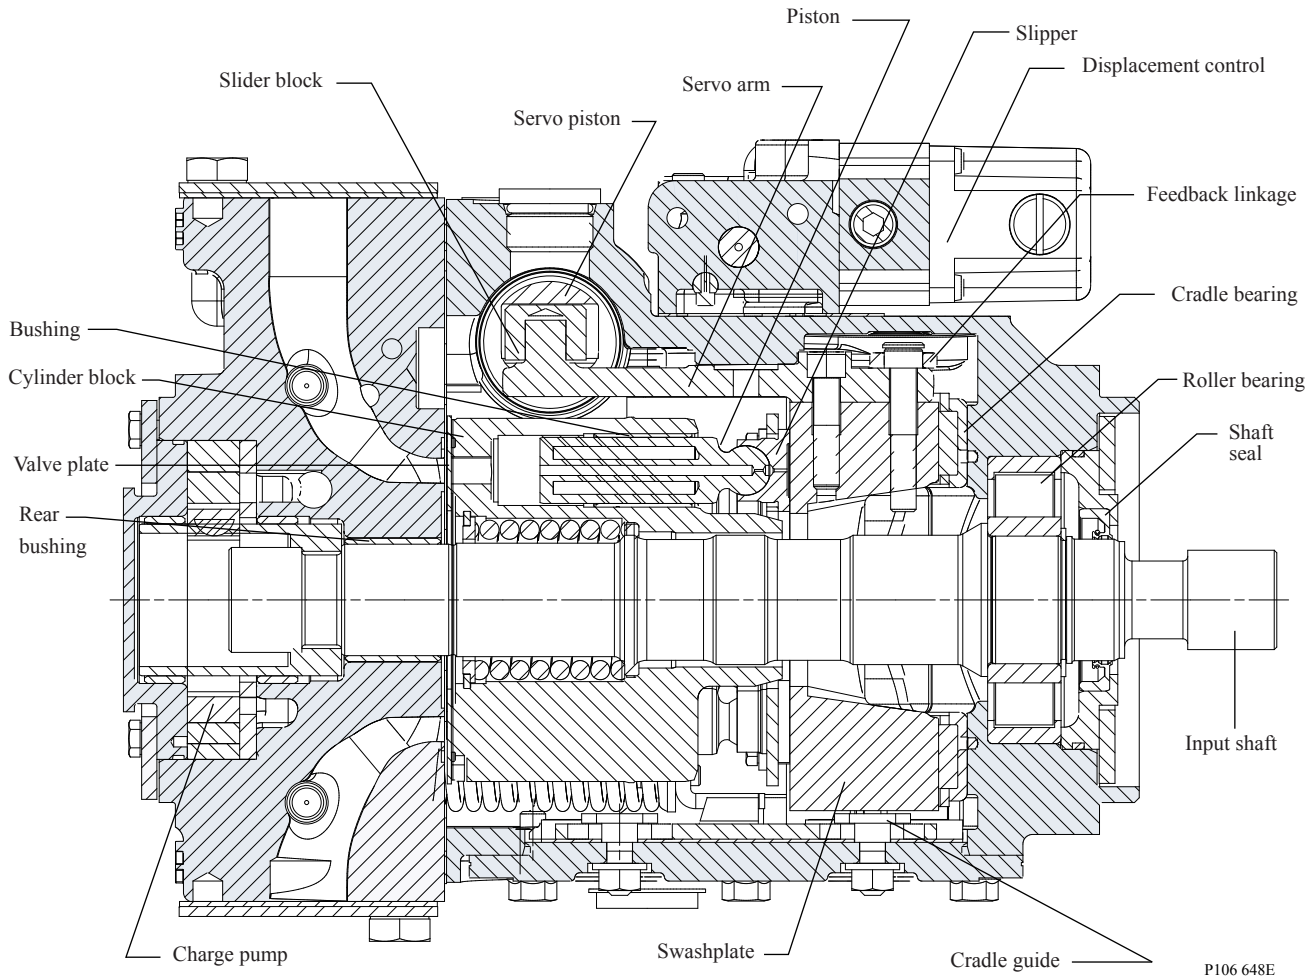 Piston
Slipper
Slider block
Servo arm
Displacement control
Servo piston
Feedback linkage
Cradle bearing
Bushing
Cylinder block
Roller bearing
Shaft
seal
Valve plate
Rear
bushing
Input shaft
Charge pump
Swashplate
Cradle guide
P106 648E